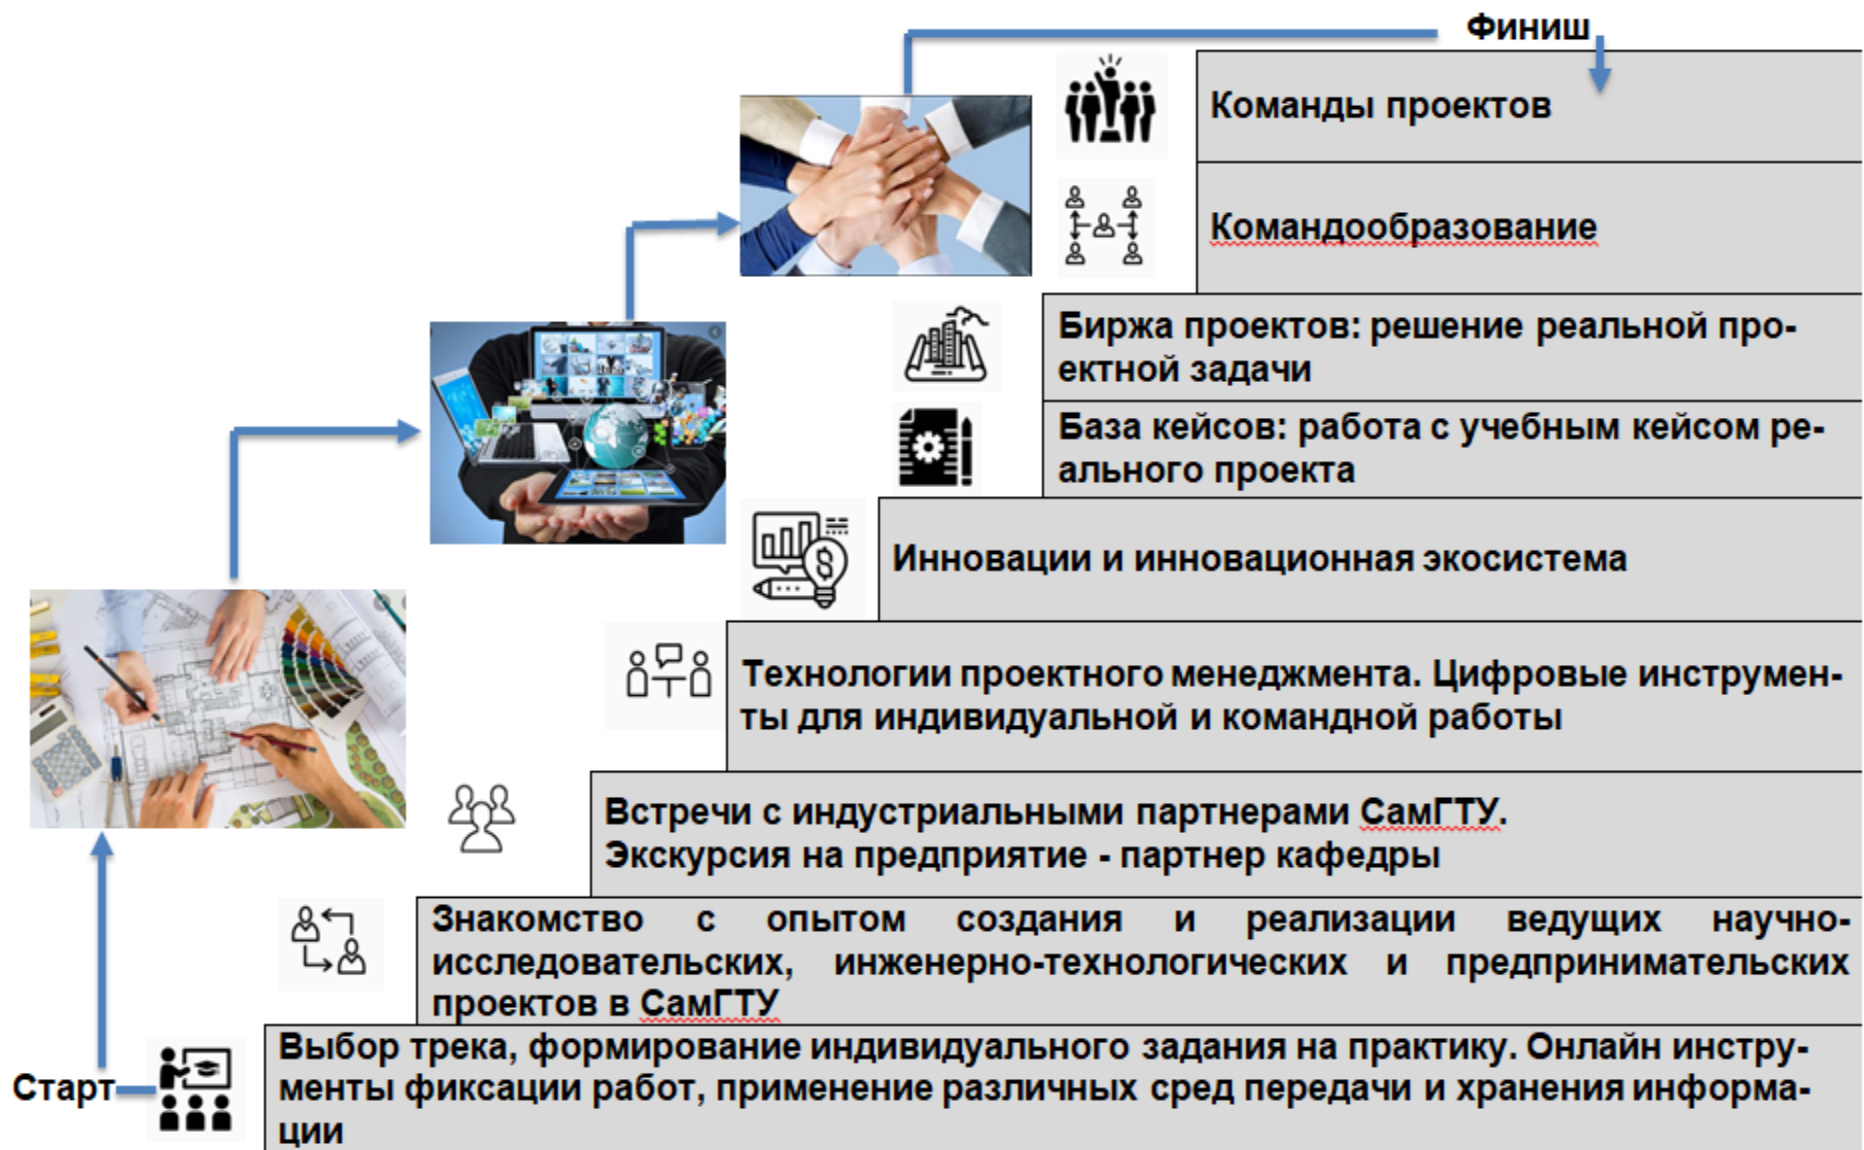 Финиш
Команды проектов
Командообразование
Биржа проектов: решение реальной про-
ектной задачи
База кейсов: работа с учебным кейсом ре-
ального проекта
Инновации и инновационная экосистема
Технологии проектного менеджмента. Цифровые инструмен-
ты для индивидуальной и командной работы
Встречи с индустриальными партнерами СамГТУ.
Экскурсия на предприятие - партнер кафедры
Знакомство с опытом создания и реализации ведущих научно-
исследовательских, инженерно-технологических и предпринимательских
проектов в СамГТУ
Выбор трека, формирование индивидуального задания на практику. Онлайн инстру-
менты фиксации работ, применение различных сред передачи и хранения информа-
ции
Старт